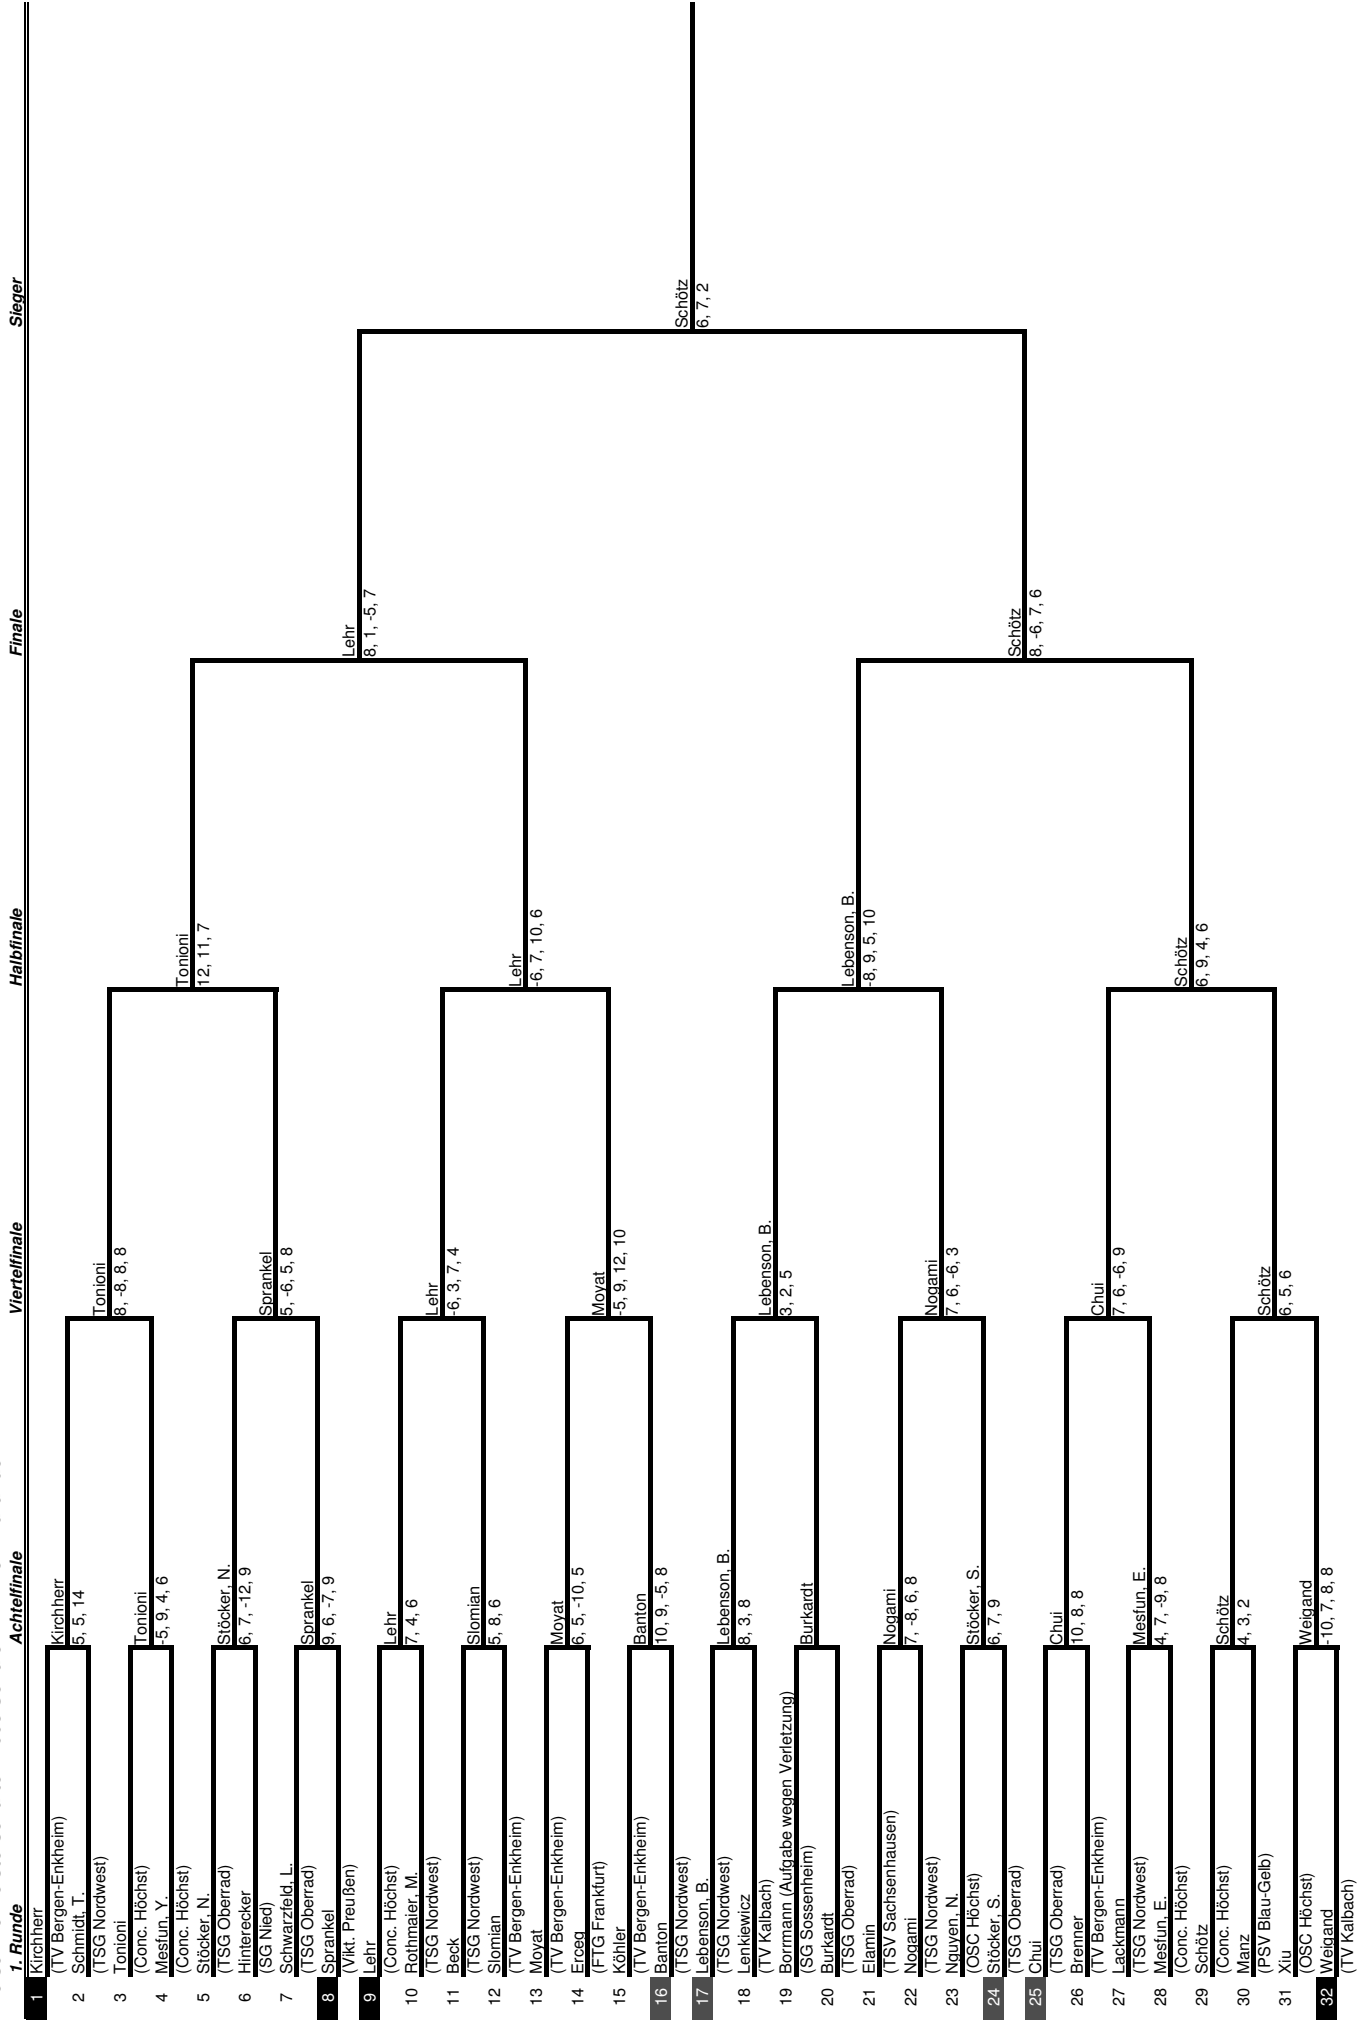 1. Runde
Achtelfinale
Viertelfinale
Halbfinale
Finale
Sieger
1
Kirchherr
(TV Bergen-Enkheim)
2
Schmidt, T.
(TSG Nordwest)
3
Tonioni
(Conc. Höchst)
4
Mesfun, Y.
(Conc. Höchst)
5
Stöcker, N.
(TSG Oberrad)
6
Hinterecker
(SG Nied)
7
Schwarzfeld, L.
(TSG Oberrad)
8
Sprankel
(Vikt. Preußen)
9
Lehr
(Conc. Höchst)
10
Rothmaier, M.
(TSG Nordwest)
11
Beck
(TSG Nordwest)
12
Slomian
(TV Bergen-Enkheim)
13
Moyat
(TV Bergen-Enkheim)
14
Erceg
(FTG Frankfurt)
15
Köhler
(TV Bergen-Enkheim)
16
Banton
(TSG Nordwest)
17
Lebenson, B.
(TSG Nordwest)
18
Lenkiewicz
(TV Kalbach)
19
Borrmann (Aufgabe wegen Verletzung)
(SG Sossenheim)
20
Burkardt
(TSG Oberrad)
21
Elamin
(TSV Sachsenhausen)
22
Nogami
(TSG Nordwest)
23
Nguyen, N.
(OSC Höchst)
24
Stöcker, S.
(TSG Oberrad)
25
Chui
(TSG Oberrad)
26
Brenner
(TV Bergen-Enkheim)
27
Lackmann
(TSG Nordwest)
28
Mesfun, E.
(Conc. Höchst)
29
Schötz
(Conc. Höchst)
30
Manz
(PSV Blau-Gelb)
31
Xiu
(OSC Höchst)
32
Weigand
(TV Kalbach)
Kirchherr
5, 5, 14
Tonioni
-5, 9, 4, 6
Stöcker, N.
6, 7, -12, 9
Sprankel
9, 6, -7, 9
Lehr
7, 4, 6
Slomian
5, 8, 6
Moyat
6, 5, -10, 5
Banton
10, 9, -5, 8
Lebenson, B.
8, 3, 8
Burkardt
Nogami
7, -8, 6, 8
Stöcker, S.
6, 7, 9
Chui
10, 8, 8
Mesfun, E.
4, 7, -9, 8
Schötz
4, 3, 2
Weigand
-10, 7, 8, 8
Tonioni
8, -8, 8, 8
Sprankel
5, -6, 5, 8
Lehr
-6, 3, 7, 4
Moyat
-5, 9, 12, 10
Lebenson, B.
3, 2, 5
Nogami
7, 6, -6, 3
Chui
7, 6, -6, 9
Schötz
6, 5, 6
Tonioni
12, 11, 7
Lehr
-6, 7, 10, 6
Lebenson, B.
-8, 9, 5, 10
Schötz
6, 9, 4, 6
Lehr
8, 1, -5, 7
Schötz
8, -6, 7, 6
Schötz
6, 7, 2